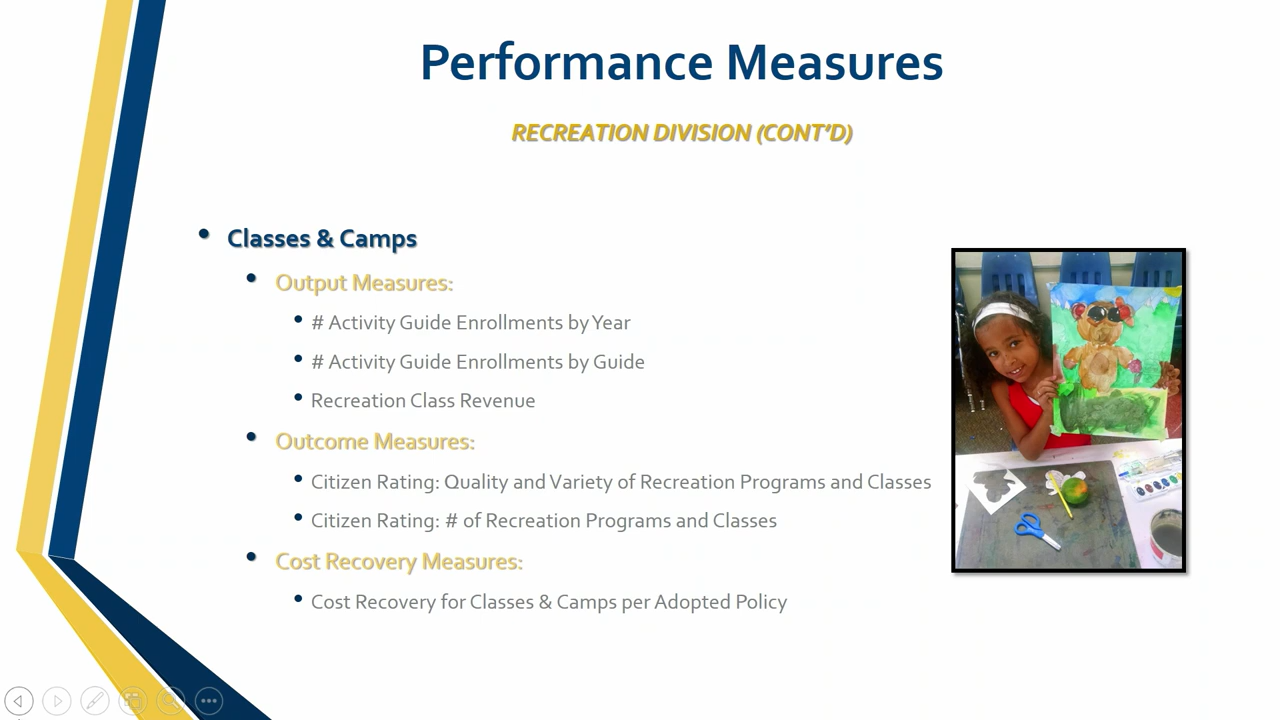 Performance Measures
RECREATION DIVISION (CONT'D)
• Classes & Camps
• Output Measures:
• # Activity Guide Enrollments by Year
• # Activity Guide Enrollments by Guide
• Recreation Class Revenue
• Outcome Measures:
• Citizen Rating: Quality and Variety of Recreation Programs and Classes
• Citizen Rating: # of Recreation Programs and Classes
• Cost Recovery Measures:
• Cost Recovery for Classes & Camps per Adopted Policy